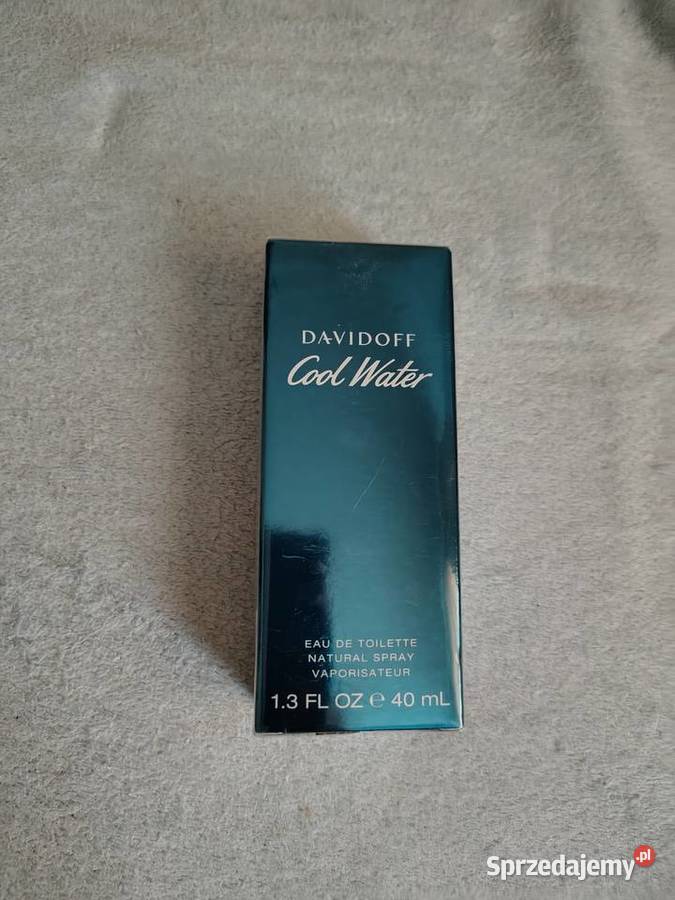 DAVIDOFF
Cool Water
EAU DE TOILETTE
NATURAL SPRAY
VAPORISATEUR
1.3 FL OZ ℮ 40 mL
Sprzedajemy.pl